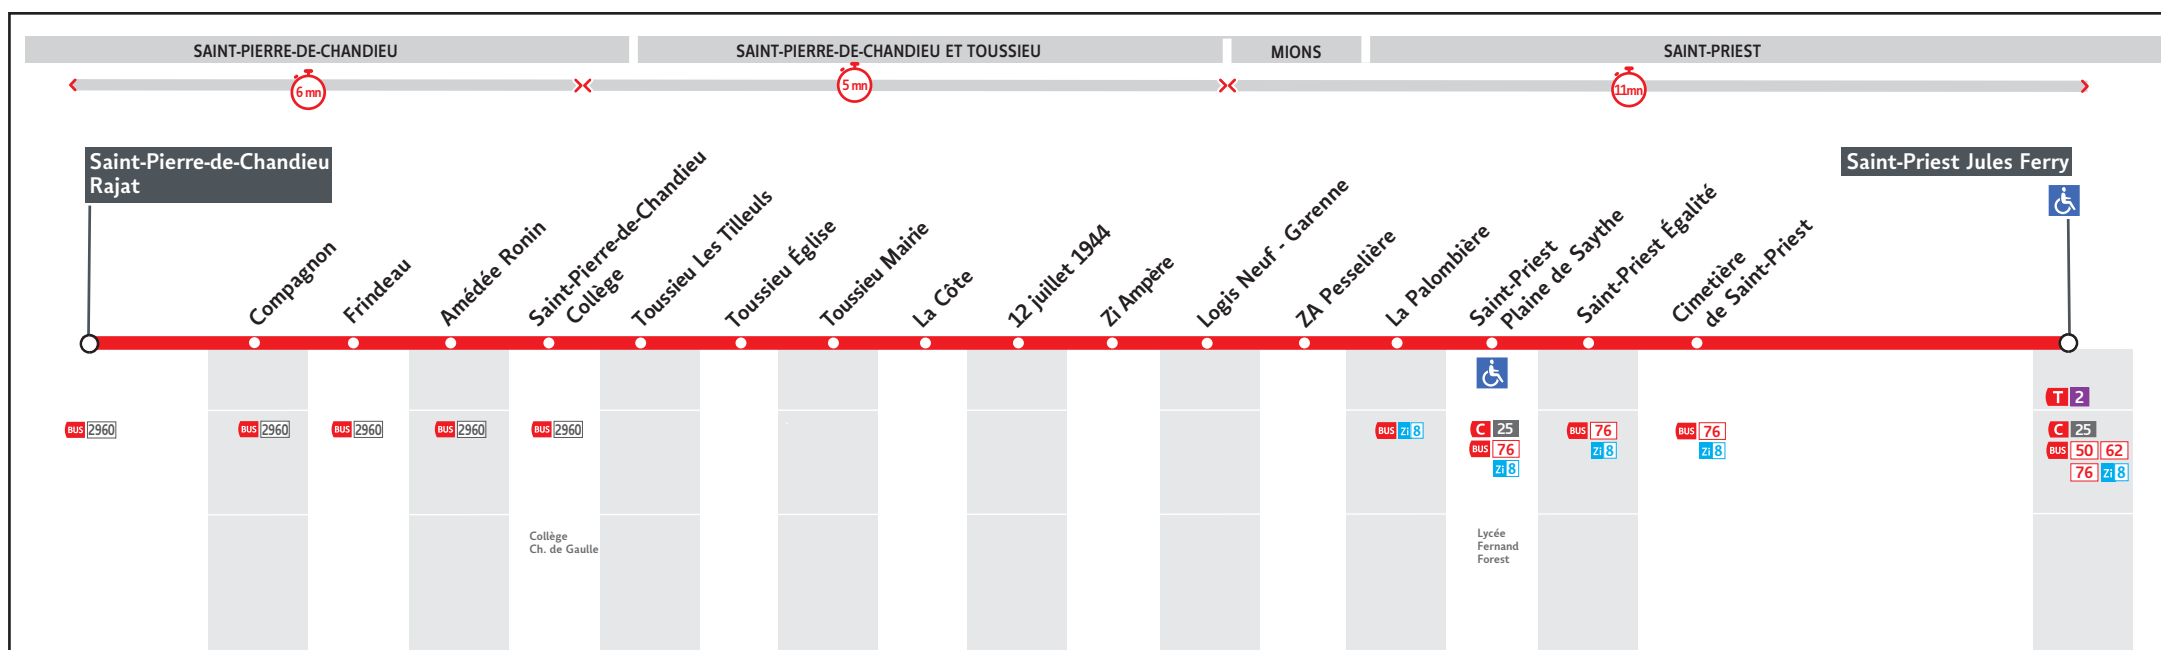 SAINT-PIERRE-DE-CHANDIEU
SAINT-PIERRE-DE-CHANDIEU ET TOUSSIEU
MIONS
SAINT-PRIEST
6 mn
5 mn
11mn
Saint-Pierre-de-Chandieu
Rajat
Compagnon
Frindeau
Amédée Ronin
Saint-Pierre-de-Chandieu
Collège
Toussieu Les Tilleuls
Toussieu Église
Toussieu Mairie
La Côte
12 juillet 1944
Zi Ampère
Logis Neuf - Garenne
ZA Pesselière
La Palombière
Saint-Priest
Plaine de Saythe
Saint-Priest Égalité
Cimetière
de Saint-Priest
Saint-Priest Jules Ferry
BUS 2960
BUS 2960
BUS 2960
BUS 2960
BUS 2960
BUS Zi 8
C 25
BUS 76
Zi 8
BUS 76
Zi 8
BUS 76
Zi 8
T 2
C 25
BUS 50 62
76 Zi 8
Collège
Ch. de Gaulle
Lycée
Fernand
Forest